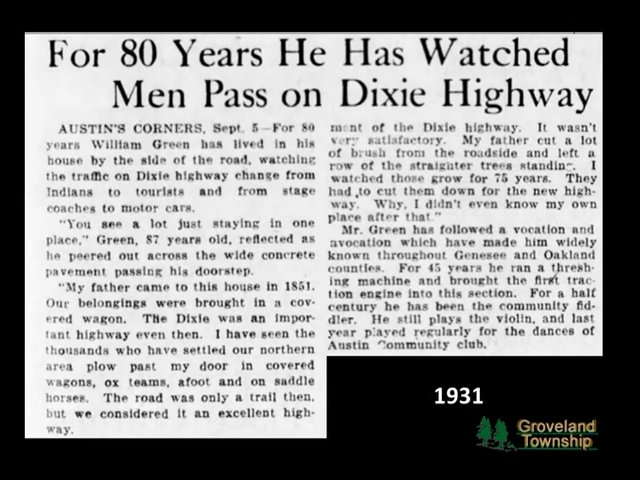 For 80 Years He Has Watched
Men Pass on Dixie Highway
AUSTIN'S CORNERS, Sept. 5—For 80
years William Green has lived in his
house by the side of the road, watching
the traffic on Dixie highway change from
Indians to tourists and from stage
coaches to motor cars.
"You see a lot just staying in one
place," Green, 87 years old, reflected as
he peered out across the wide concrete
pavement passing his doorstep.
"My father came to this house in 1851.
Our belongings were brought in a cov-
ered wagon. The Dixie was an impor-
tant highway even then. I have seen the
thousands who have settled our northern
area plow past my door in covered
wagons, ox teams, afoot and on saddle
horses. The road was only a trail then,
but we considered it an excellent high-
way.
ment of the Dixie highway. It wasn't
very satisfactory. My father cut a lot
of brush from the roadside and left a
row of the straighter trees standing. I
watched those grow for 75 years. They
had to cut them down for the new high-
way. Why, I didn't even know my own
place after that."
Mr. Green has followed a vocation and
avocation which have made him widely
known throughout Genesee and Oakland
counties. For 45 years he ran a thresh-
ing machine and brought the first trac-
tion engine into this section. For a half
century he has been the community fid-
dler. He still plays the violin, and last
year played regularly for the dances of
Austin Community club.
1931
Groveland
Township